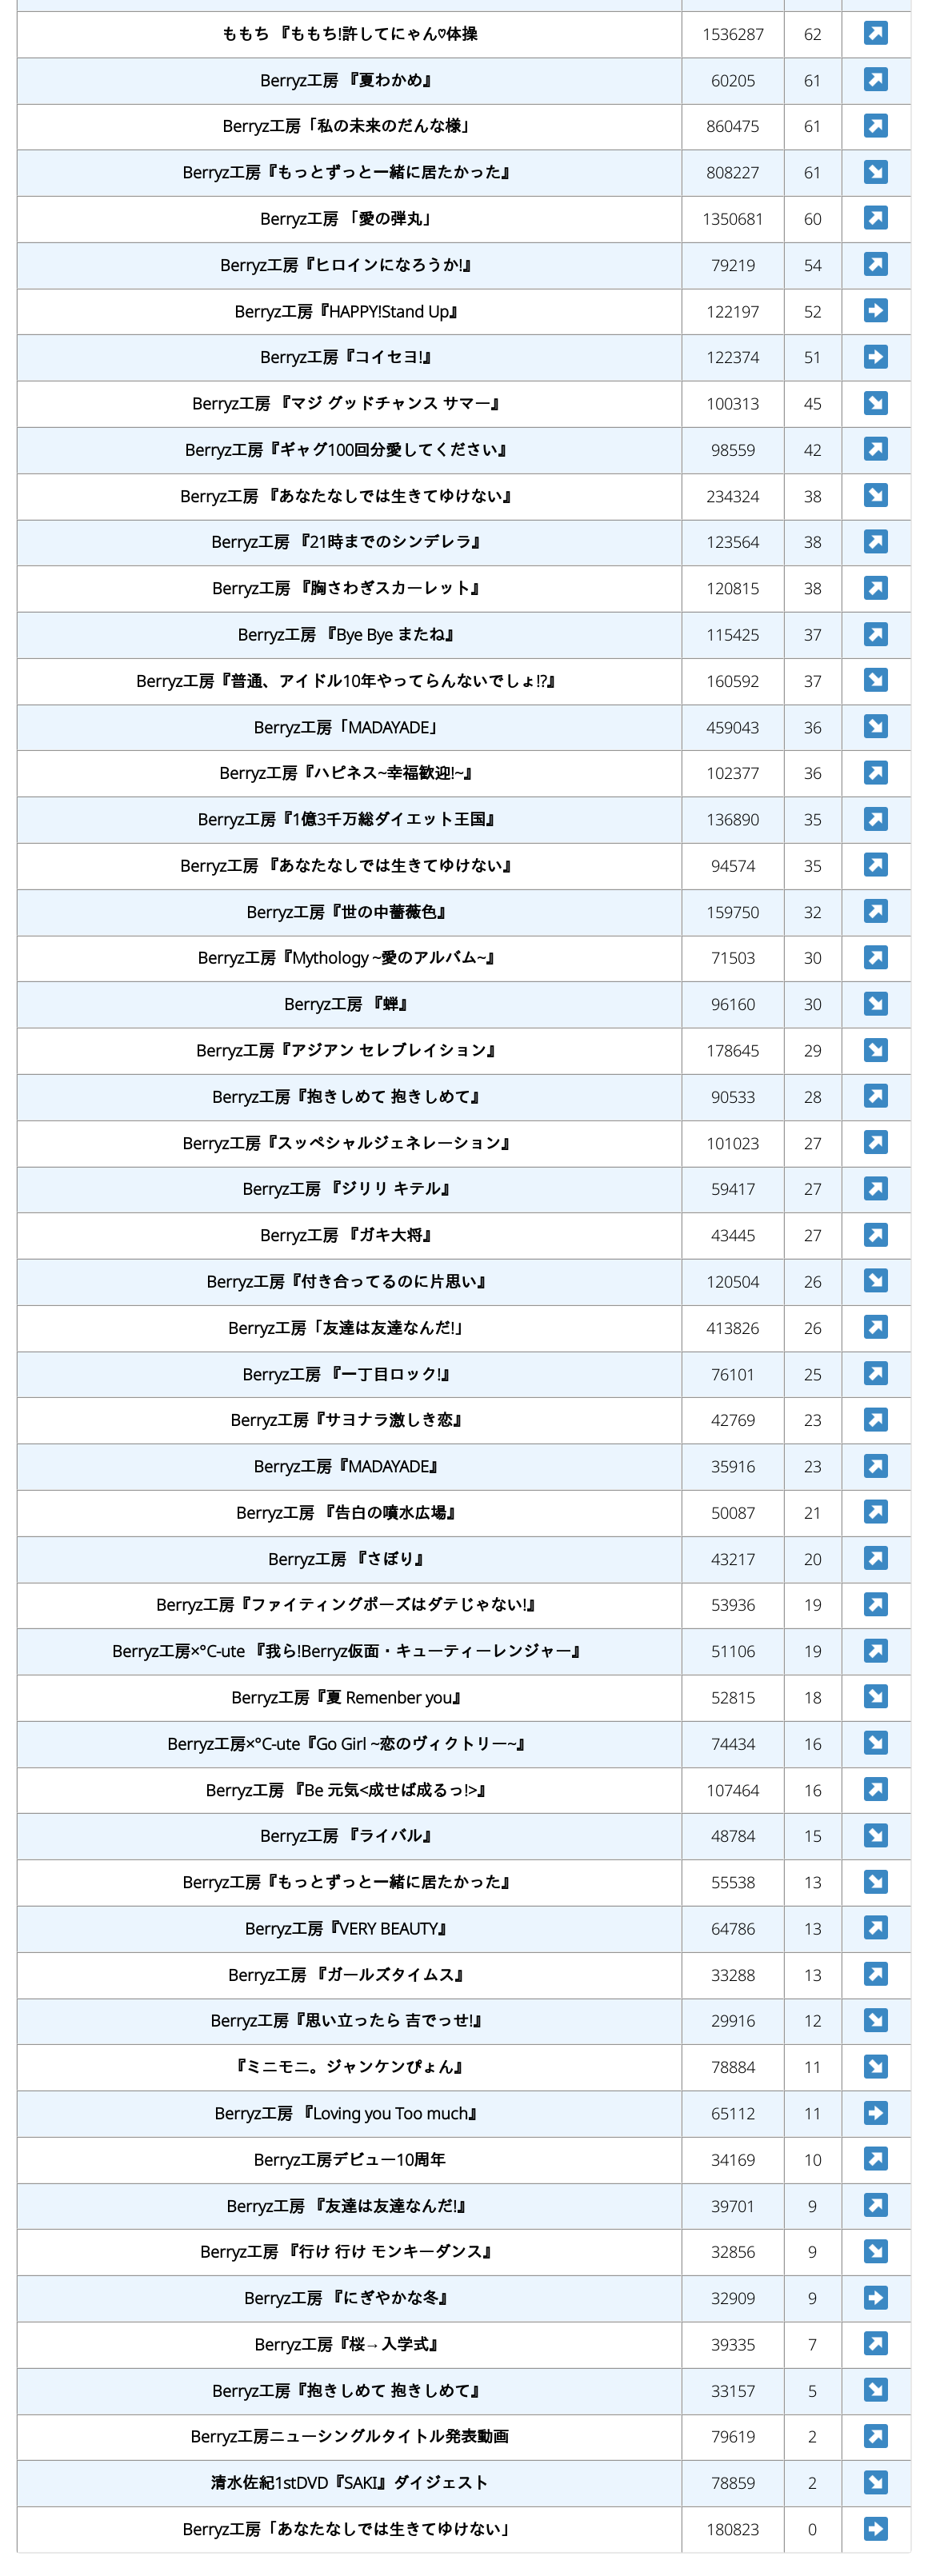 ももち 『ももち!許してにゃん♡体操 1536287 62 ↗
Berryz工房 『夏わかめ』 60205 61 ↗
Berryz工房「私の未来のだんな様」 860475 61 ↗
Berryz工房『もっとずっと一緒に居たかった』 808227 61 ↘
Berryz工房 「愛の弾丸」 1350681 60 ↗
Berryz工房『ヒロインになろうか!』 79219 54 ↗
Berryz工房『HAPPY!Stand Up』 122197 52 ➡
Berryz工房『コイセヨ!』 122374 51 ➡
Berryz工房 『マジ グッドチャンス サマー』 100313 45 ↘
Berryz工房『ギャグ100回分愛してください』 98559 42 ↗
Berryz工房 『あなたなしでは生きてゆけない』 234324 38 ↘
Berryz工房 『21時までのシンデレラ』 123564 38 ↗
Berryz工房 『胸さわぎスカーレット』 120815 38 ↗
Berryz工房 『Bye Bye またね』 115425 37 ↗
Berryz工房『普通、アイドル10年やってらんないでしょ!?』 160592 37 ↘
Berryz工房「MADAYADE」 459043 36 ↘
Berryz工房『ハピネス~幸福歓迎!~』 102377 36 ↗
Berryz工房『1億3千万総ダイエット王国』 136890 35 ↗
Berryz工房 『あなたなしでは生きてゆけない』 94574 35 ↗
Berryz工房『世の中薔薇色』 159750 32 ↗
Berryz工房『Mythology ~愛のアルバム~』 71503 30 ↗
Berryz工房 『蝉』 96160 30 ↘
Berryz工房『アジアン セレブレイション』 178645 29 ↘
Berryz工房『抱きしめて 抱きしめて』 90533 28 ↗
Berryz工房『スッペシャルジェネレ〜ション』 101023 27 ↗
Berryz工房 『ジリリ キテル』 59417 27 ↗
Berryz工房 『ガキ大将』 43445 27 ↗
Berryz工房『付き合ってるのに片思い』 120504 26 ↘
Berryz工房「友達は友達なんだ!」 413826 26 ↗
Berryz工房 『一丁目ロック!』 76101 25 ↗
Berryz工房『サヨナラ激しき恋』 42769 23 ↗
Berryz工房『MADAYADE』 35916 23 ↗
Berryz工房 『告白の噴水広場』 50087 21 ↗
Berryz工房 『さぼり』 43217 20 ↗
Berryz工房『ファイティングポーズはダテじゃない!』 53936 19 ↗
Berryz工房×°C-ute 『我ら!Berryz仮面・キューティーレンジャー』 51106 19 ↗
Berryz工房『夏 Remenber you』 52815 18 ↘
Berryz工房×°C-ute『Go Girl ~恋のヴィクトリー~』 74434 16 ↘
Berryz工房 『Be 元気<成せば成るっ!>』 107464 16 ↗
Berryz工房 『ライバル』 48784 15 ↘
Berryz工房『もっとずっと一緒に居たかった』 55538 13 ↘
Berryz工房『VERY BEAUTY』 64786 13 ↗
Berryz工房 『ガールズタイムス』 33288 13 ↗
Berryz工房『思い立ったら 吉でっせ!』 29916 12 ↘
『ミニモニ。ジャンケンぴょん』 78884 11 ↘
Berryz工房 『Loving you Too much』 65112 11 ➡
Berryz工房デビュー10周年 34169 10 ↗
Berryz工房 『友達は友達なんだ!』 39701 9 ↗
Berryz工房 『行け 行け モンキーダンス』 32856 9 ↘
Berryz工房 『にぎやかな冬』 32909 9 ➡
Berryz工房『桜→入学式』 39335 7 ↗
Berryz工房『抱きしめて 抱きしめて』 33157 5 ↘
Berryz工房ニューシングルタイトル発表動画 79619 2 ↗
清水佐紀1stDVD『SAKI』ダイジェスト 78859 2 ↘
Berryz工房「あなたなしでは生きてゆけない」 180823 0 ➡